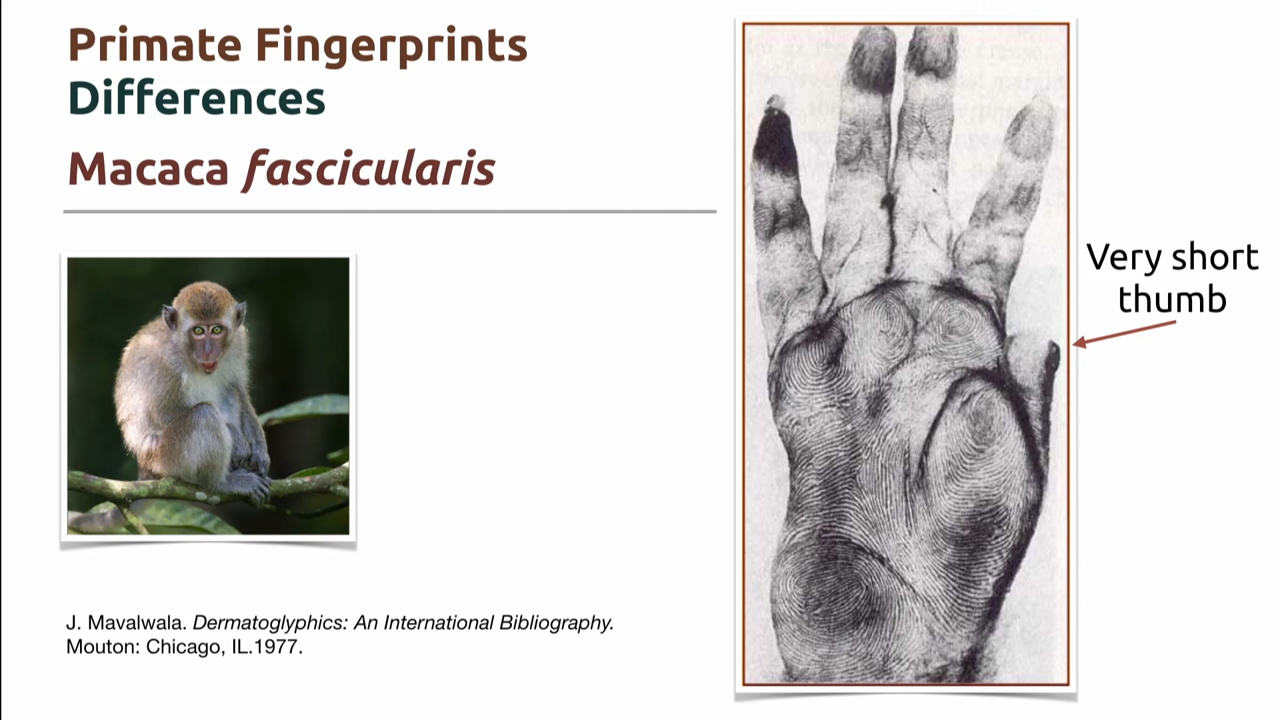 Primate Fingerprints
Differences
Macaca fascicularis
Very short
thumb
J. Mavalwala. Dermatoglyphics: An International Bibliography.
Mouton: Chicago, IL.1977.